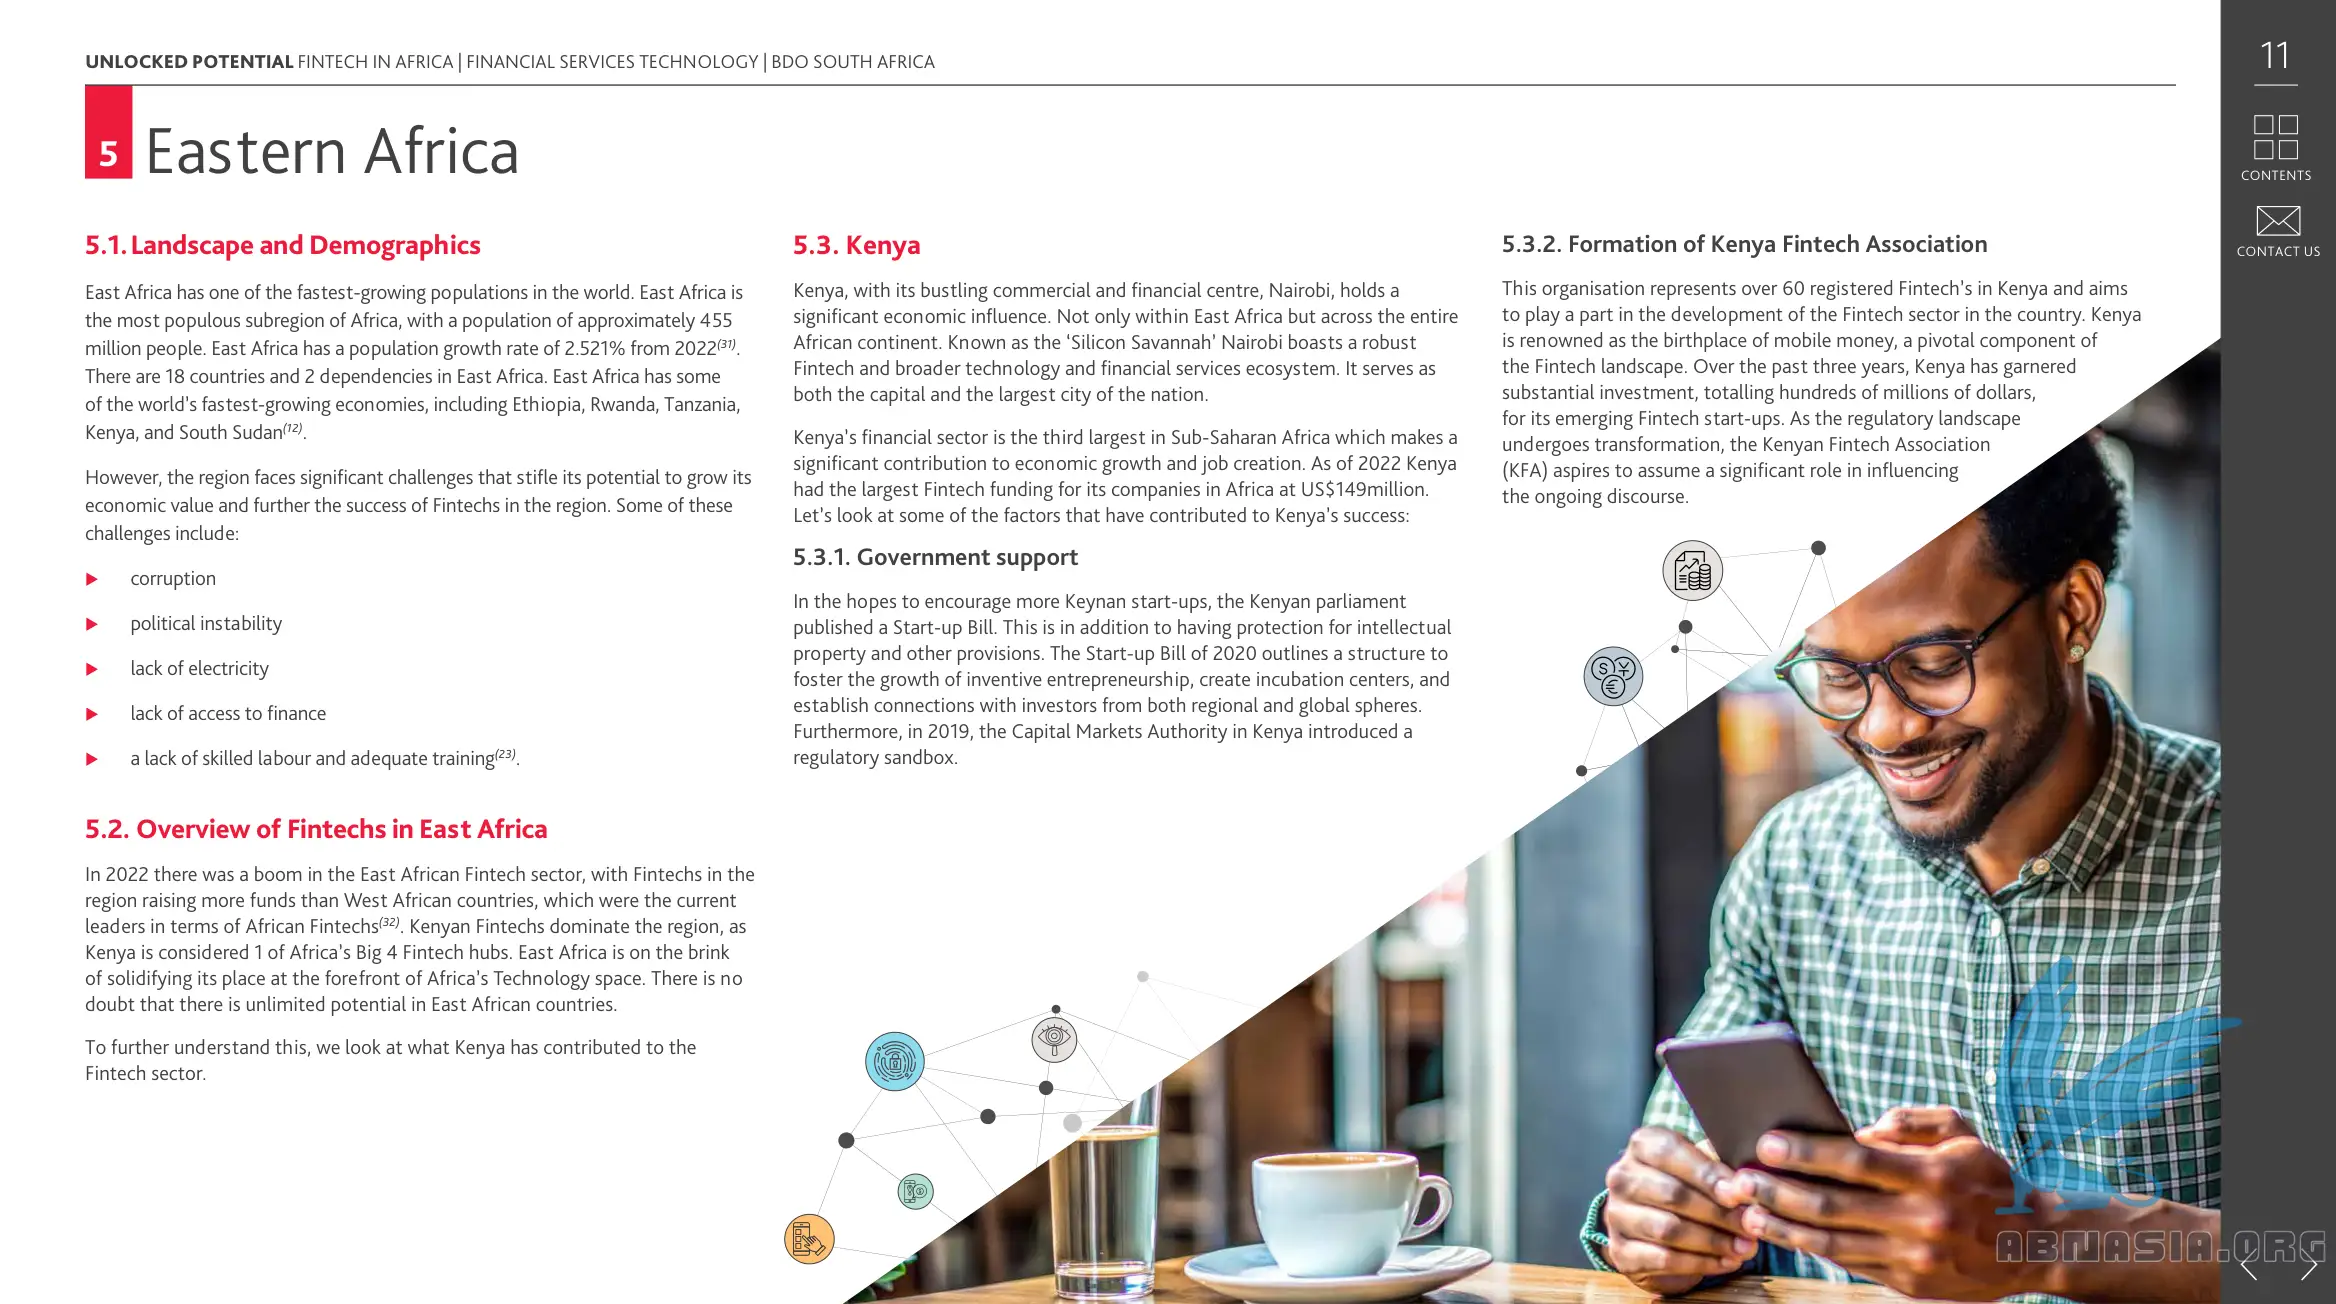 UNLOCKED POTENTIAL FINTECH IN AFRICA | FINANCIAL SERVICES TECHNOLOGY | BDO SOUTH AFRICA
11
CONTENTS
CONTACT US
5 Eastern Africa
5.1. Landscape and Demographics
East Africa has one of the fastest-growing populations in the world. East Africa is
the most populous subregion of Africa, with a population of approximately 455
million people. East Africa has a population growth rate of 2.521% from 2022(31).
There are 18 countries and 2 dependencies in East Africa. East Africa has some
of the world's fastest-growing economies, including Ethiopia, Rwanda, Tanzania,
Kenya, and South Sudan(12).
However, the region faces significant challenges that stifle its potential to grow its
economic value and further the success of Fintechs in the region. Some of these
challenges include:
▶ corruption
▶ political instability
▶ lack of electricity
▶ lack of access to finance
▶ a lack of skilled labour and adequate training(23).
5.2. Overview of Fintechs in East Africa
In 2022 there was a boom in the East African Fintech sector, with Fintechs in the
region raising more funds than West African countries, which were the current
leaders in terms of African Fintechs(32). Kenyan Fintechs dominate the region, as
Kenya is considered 1 of Africa's Big 4 Fintech hubs. East Africa is on the brink
of solidifying its place at the forefront of Africa's Technology space. There is no
doubt that there is unlimited potential in East African countries.
To further understand this, we look at what Kenya has contributed to the
Fintech sector.
5.3. Kenya
Kenya, with its bustling commercial and financial centre, Nairobi, holds a
significant economic influence. Not only within East Africa but across the entire
African continent. Known as the ‘Silicon Savannah’ Nairobi boasts a robust
Fintech and broader technology and financial services ecosystem. It serves as
both the capital and the largest city of the nation.
Kenya's financial sector is the third largest in Sub-Saharan Africa which makes a
significant contribution to economic growth and job creation. As of 2022 Kenya
had the largest Fintech funding for its companies in Africa at US$149million.
Let's look at some of the factors that have contributed to Kenya's success:
5.3.1. Government support
In the hopes to encourage more Keynan start-ups, the Kenyan parliament
published a Start-up Bill. This is in addition to having protection for intellectual
property and other provisions. The Start-up Bill of 2020 outlines a structure to
foster the growth of inventive entrepreneurship, create incubation centers, and
establish connections with investors from both regional and global spheres.
Furthermore, in 2019, the Capital Markets Authority in Kenya introduced a
regulatory sandbox.
5.3.2. Formation of Kenya Fintech Association
This organisation represents over 60 registered Fintech's in Kenya and aims
to play a part in the development of the Fintech sector in the country. Kenya
is renowned as the birthplace of mobile money, a pivotal component of
the Fintech landscape. Over the past three years, Kenya has garnered
substantial investment, totalling hundreds of millions of dollars,
for its emerging Fintech start-ups. As the regulatory landscape
undergoes transformation, the Kenyan Fintech Association
(KFA) aspires to assume a significant role in influencing
the ongoing discourse.
ABNASIA.ORG